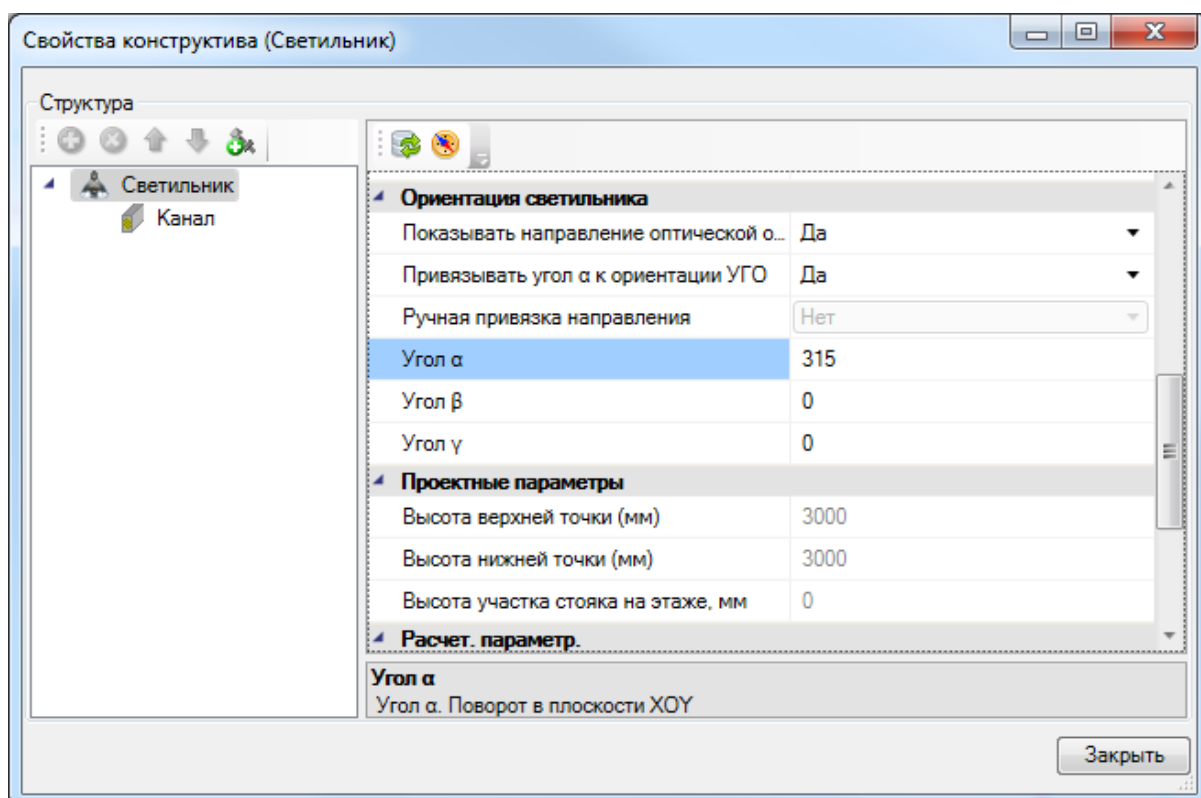 Свойства конструктива (Светильник)
Структура
Светильник
Канал
Ориентация светильника
Показывать направление оптической о... Да
Привязывать угол α к ориентации УГО Да
Ручная привязка направления Нет
Угол α 315
Угол β 0
Угол γ 0
Проектные параметры
Высота верхней точки (мм) 3000
Высота нижней точки (мм) 3000
Высота участка стояка на этаже, мм 0
Расчет. параметр.
Угол α
Угол α. Поворот в плоскости XOY
Закрыть